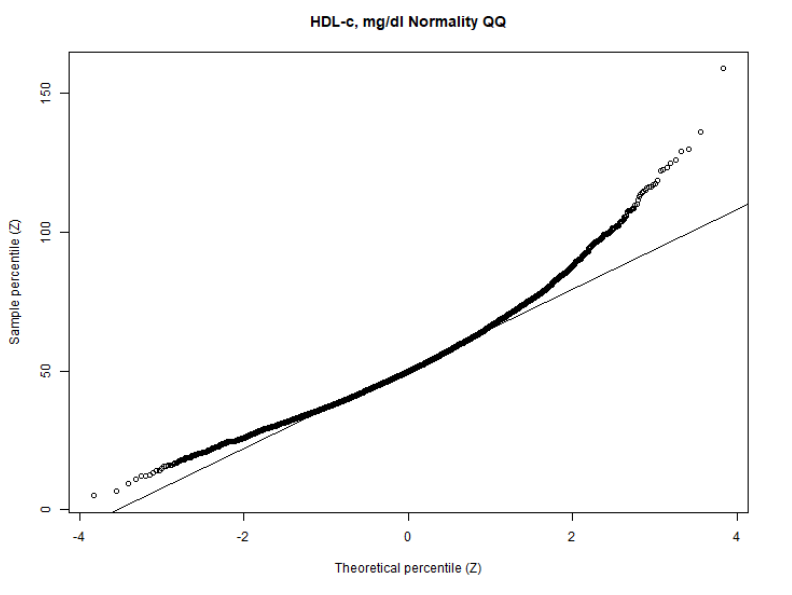 HDL-c, mg/dl Normality QQ
150
100
50
0
Sample percentile (Z)
-4 -2 0 2 4
Theoretical percentile (Z)